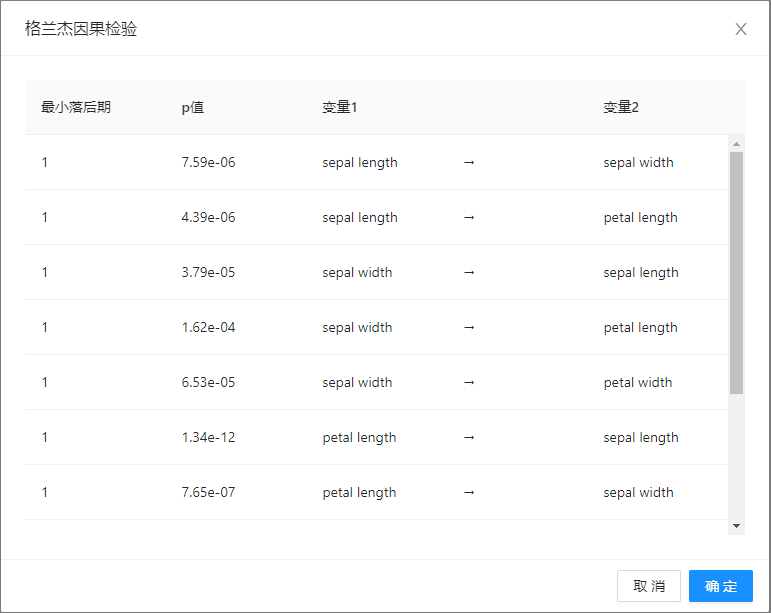 格兰杰因果检验
最小落后期 p值 变量1 变量2
1 7.59e-06 sepal length → sepal width
1 4.39e-06 sepal length → petal length
1 3.79e-05 sepal width → sepal length
1 1.62e-04 sepal width → petal length
1 6.53e-05 sepal width → petal width
1 1.34e-12 petal length → sepal length
1 7.65e-07 petal length → sepal width
取 消 确 定